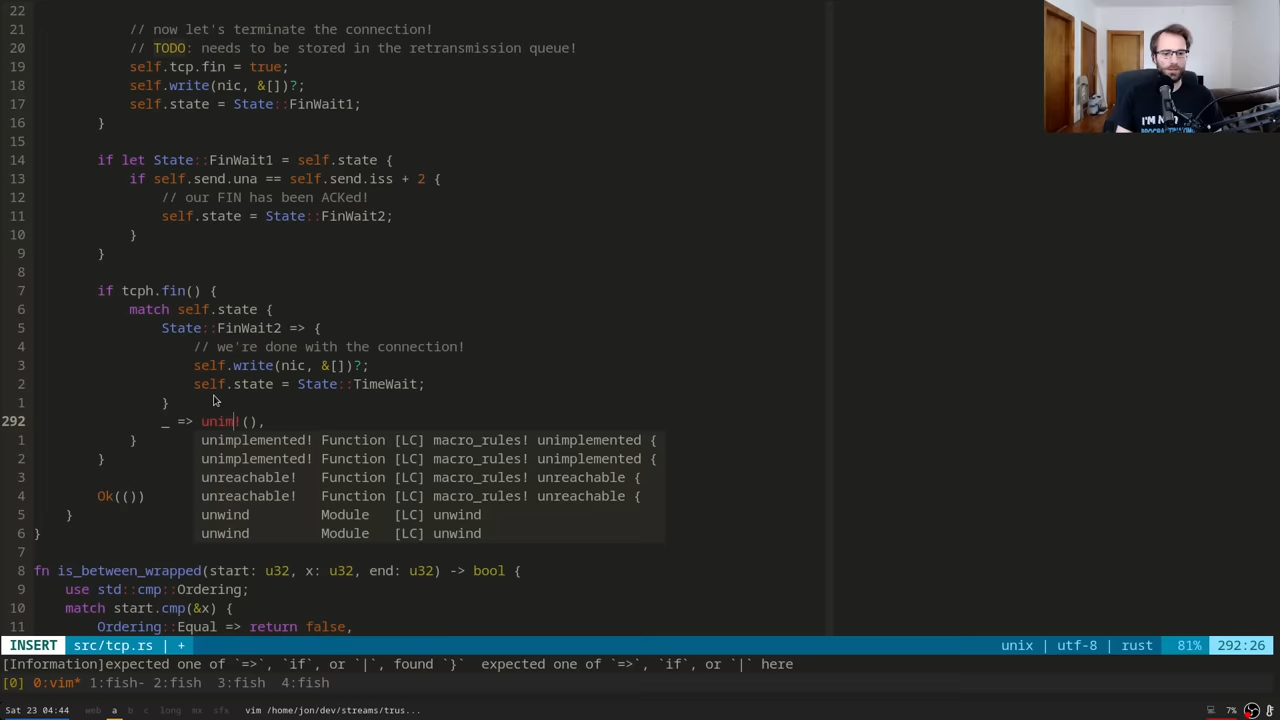 22
21 // now let's terminate the connection!
20 // TODO: needs to be stored in the retransmission queue!
19 self.tcp.fin = true;
18 self.write(nic, &[])?;
17 self.state = State::FinWait1;
16 }
15
14 if let State::FinWait1 = self.state {
13 if self.send.una == self.send.iss + 2 {
12 // our FIN has been ACKed!
11 self.state = State::FinWait2;
10 }
9 }
8
7 if tcph.fin() {
6 match self.state {
5 State::FinWait2 => {
4 // we're done with the connection!
3 self.write(nic, &[])?;
2 self.state = State::TimeWait;
1 }
292 _ => unim!(),
1 }
2 }
3
4 Ok(())
5 }
6 }
7
8 fn is_between_wrapped(start: u32, x: u32, end: u32) -> bool {
9 use std::cmp::Ordering;
10 match start.cmp(&x) {
11 Ordering::Equal => return false,
unimplemented! Function [LC] macro_rules! unimplemented {
unimplemented! Function [LC] macro_rules! unimplemented {
unreachable! Function [LC] macro_rules! unreachable {
unreachable! Function [LC] macro_rules! unreachable {
unwind Module [LC] unwind
unwind Module [LC] unwind
I'M NOT
INSERT src/tcp.rs | + unix | utf-8 | rust 81% 292:26
[Information]expected one of `=>`, `if`, or `|`, found `}` expected one of `=>`, `if`, or `|` here
[0] 0:vim* 1:fish- 2:fish 3:fish 4:fish
Sat 23 04:44 web a b c long mx sfx vim /home/jon/dev/streams/trus... 7%